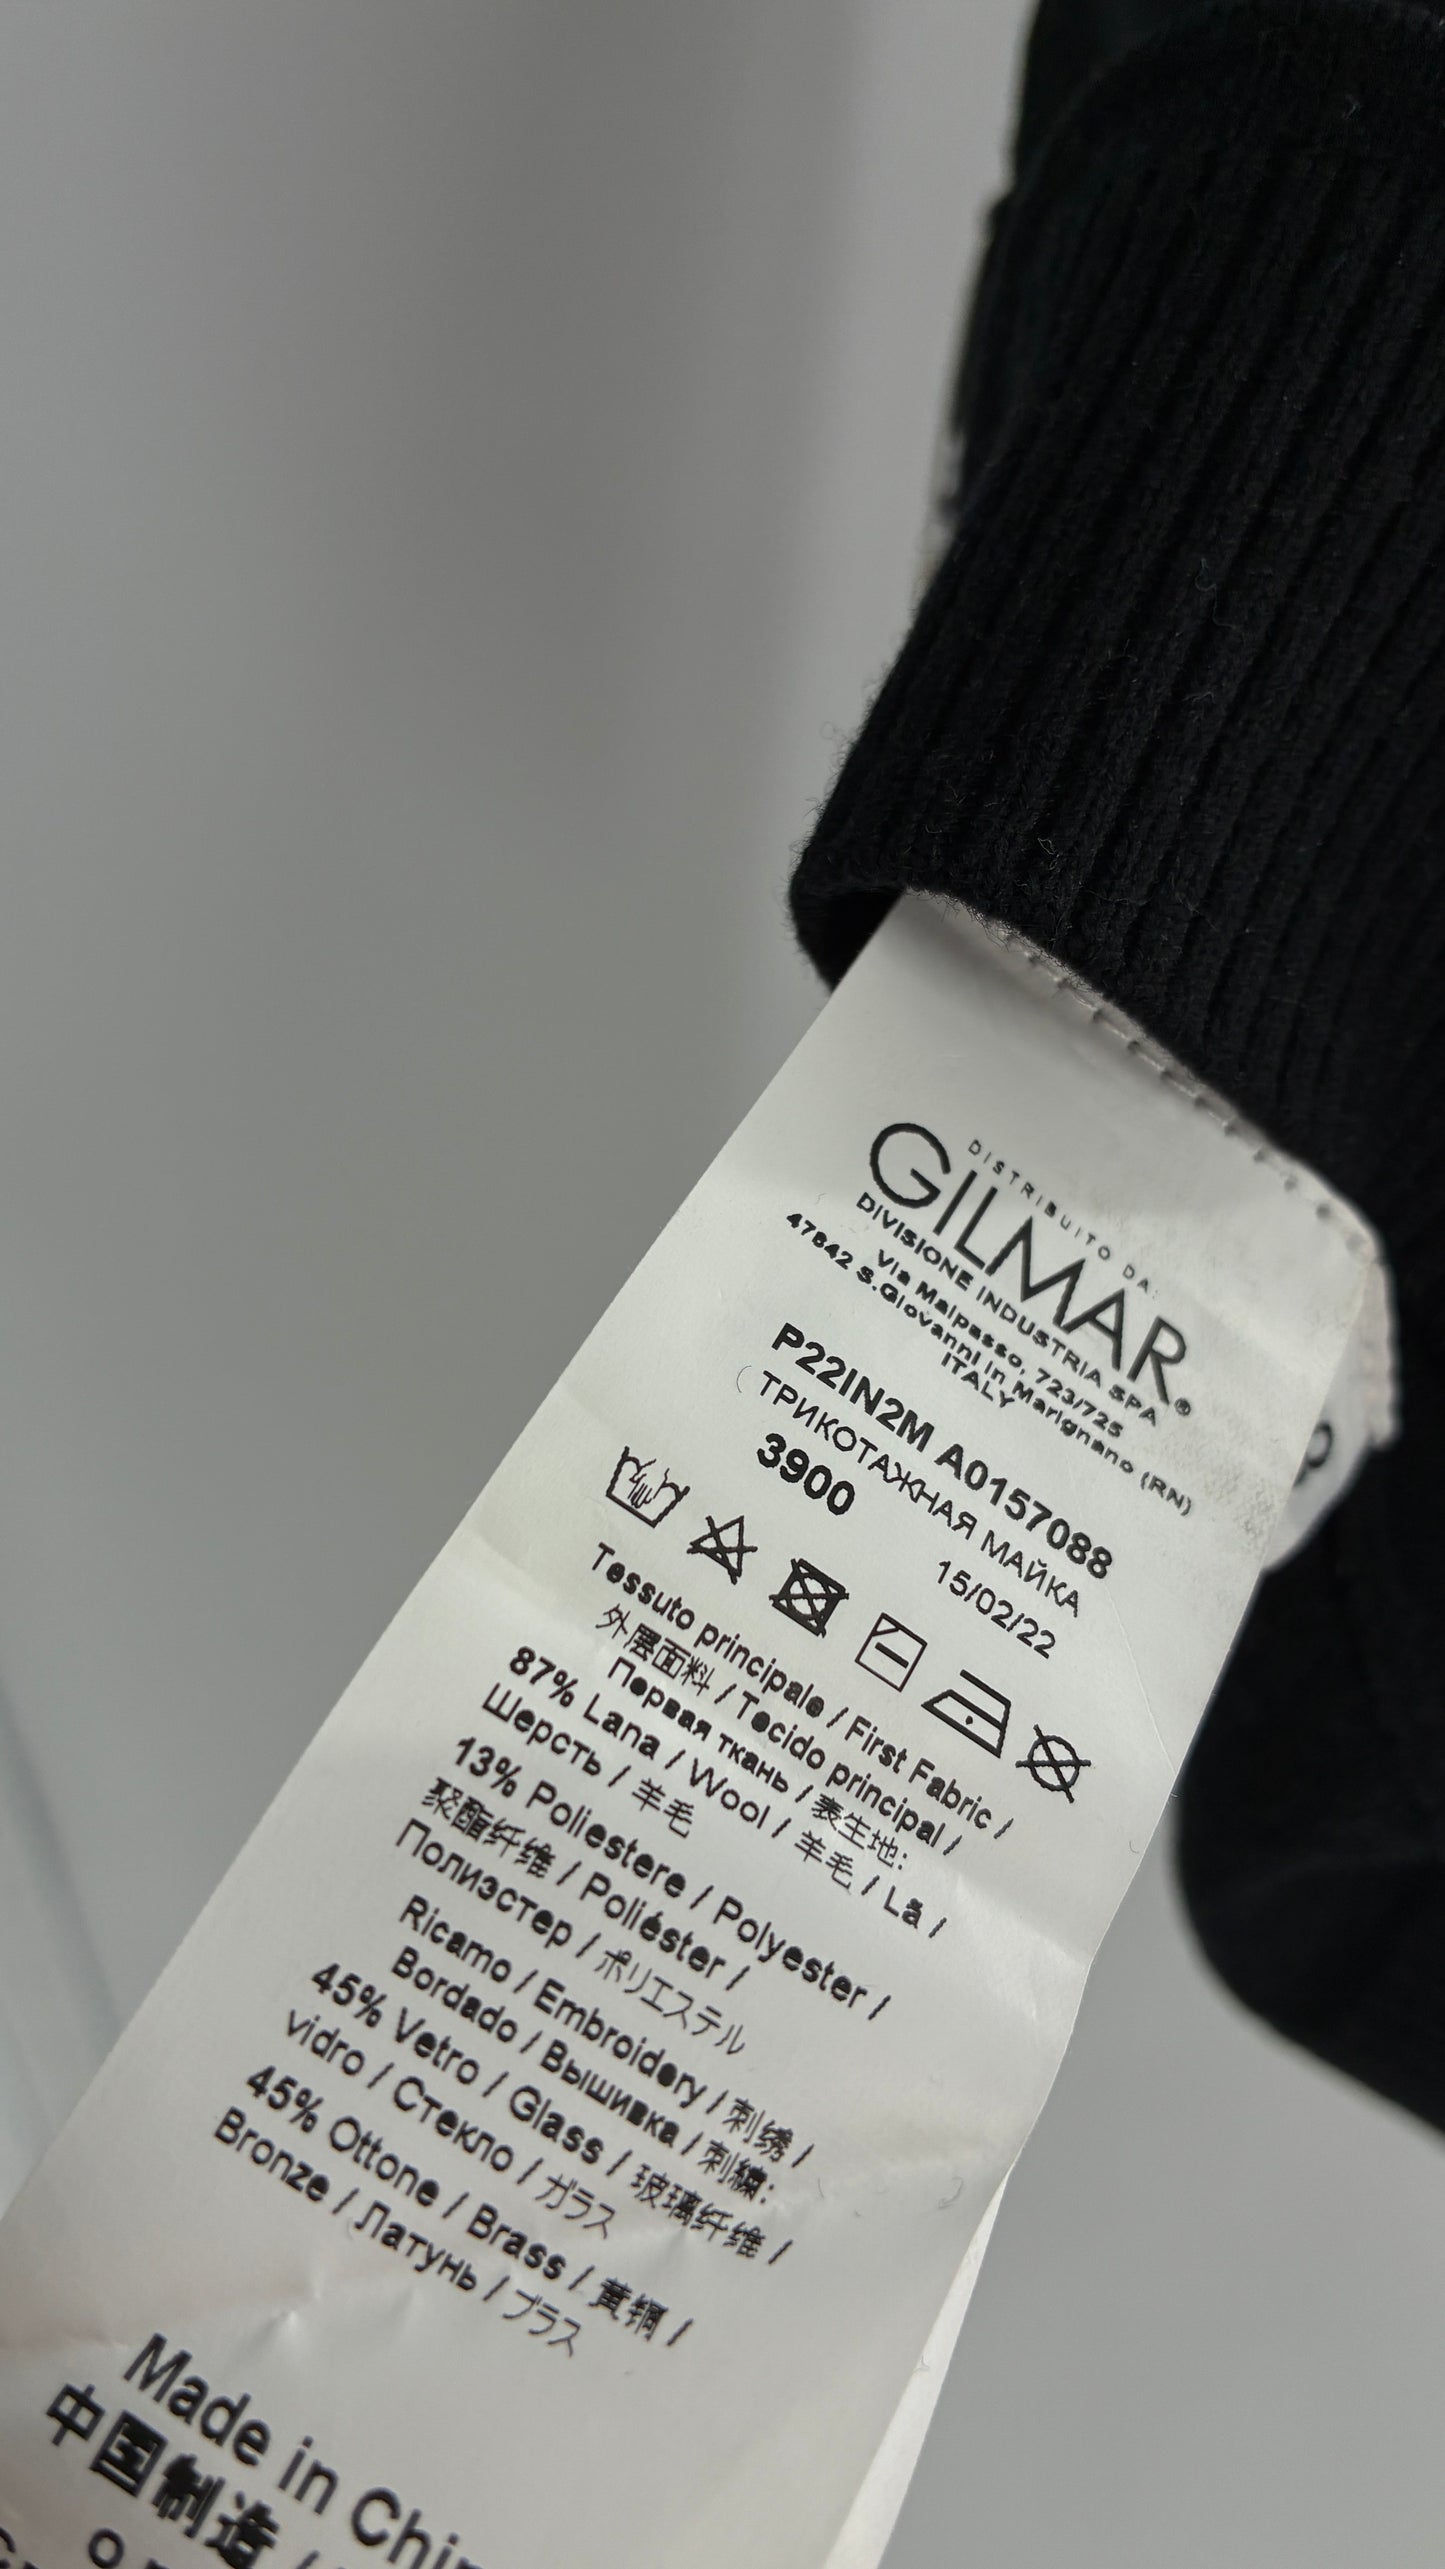 DISTRIBUITO DA:
GILMAR®
DIVISIONE INDUSTRIA SPA
Via Malpasso, 723/725
47842 S.Giovanni in Marignano (RN)
ITALY
P22IN2M A0157088
ТРИКОТАЖНАЯ МАЙКА
3900 15/02/22
Tessuto principale / First Fabric /
外层面料 / Tecido principal /
Первая ткань / 表生地:
87% Lana / Wool / 羊毛 / Lã /
Шерсть / 羊毛
13% Poliestere / Polyester /
聚酯纤维 / Poliéster /
Полиэстер / ポリエステル
Ricamo / Embroidery / 刺绣 /
Bordado / Вышивка / 刺繍:
45% Vetro / Glass / 玻璃纤维 /
vidro / Стекло / ガラス
45% Ottone / Brass / 黄铜 /
Bronze / Латунь / ブラス
Made in Chin
中国制造 /